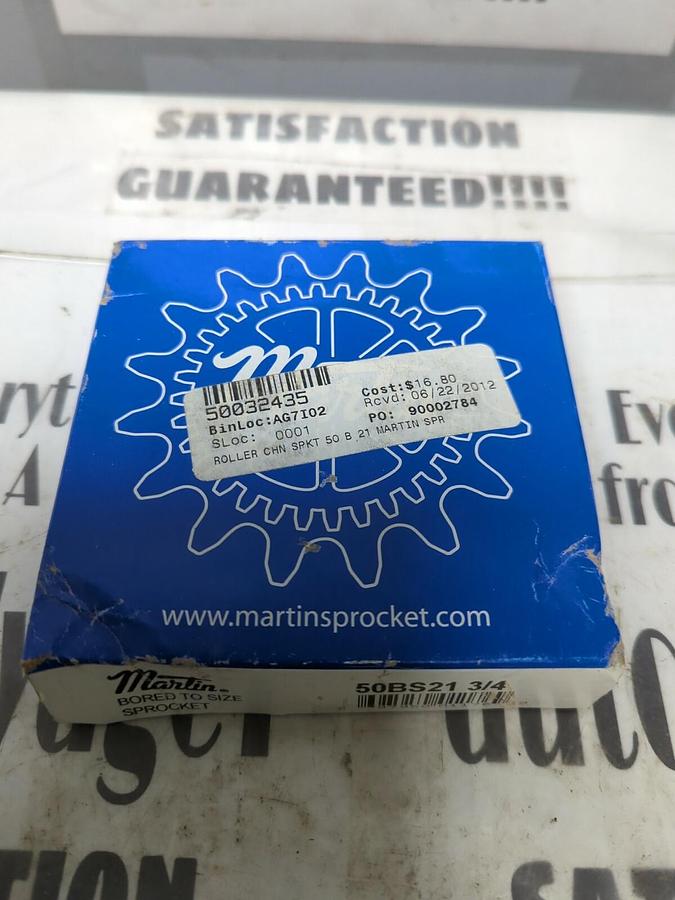 SATISFACTION
GUARANTEED!!!!
50032435
BinLoc:AG7I02
SLoc: 0001
Cost:$16.80
Rcvd: 06/22/2012
PO: 90002784
ROLLER CHN SPKT 50 B 21 MARTIN SPR
www.martinsprocket.com
Martin
BORED TO SIZE
SPROCKET
50BS21 3/4